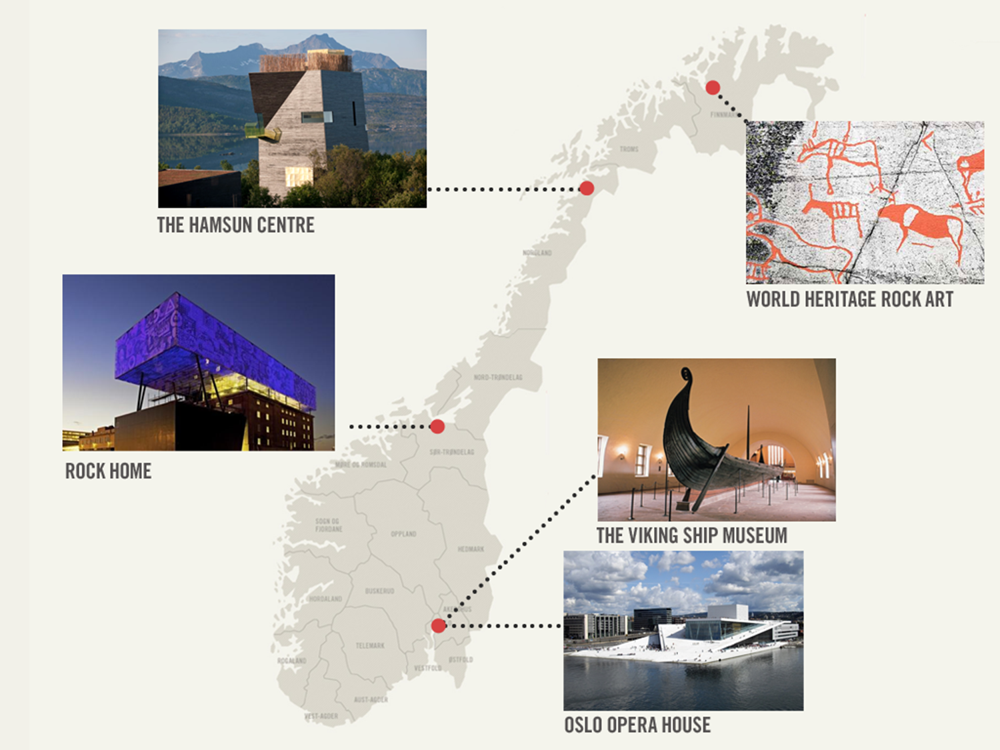 THE HAMSUN CENTRE
FINNMARK
TROMS
NORDLAND
WORLD HERITAGE ROCK ART
ROCK HOME
NORD-TRØNDELAG
SØR-TRØNDELAG
MØRE OG ROMSDAL
SOGN OG
FJORDANE
OPPLAND
HEDMARK
THE VIKING SHIP MUSEUM
BUSKERUD
HORDALAND
AKERSHUS
TELEMARK
ROGALAND
VESTFOLD
ØSTFOLD
AUST-AGDER
VEST-AGDER
OSLO OPERA HOUSE